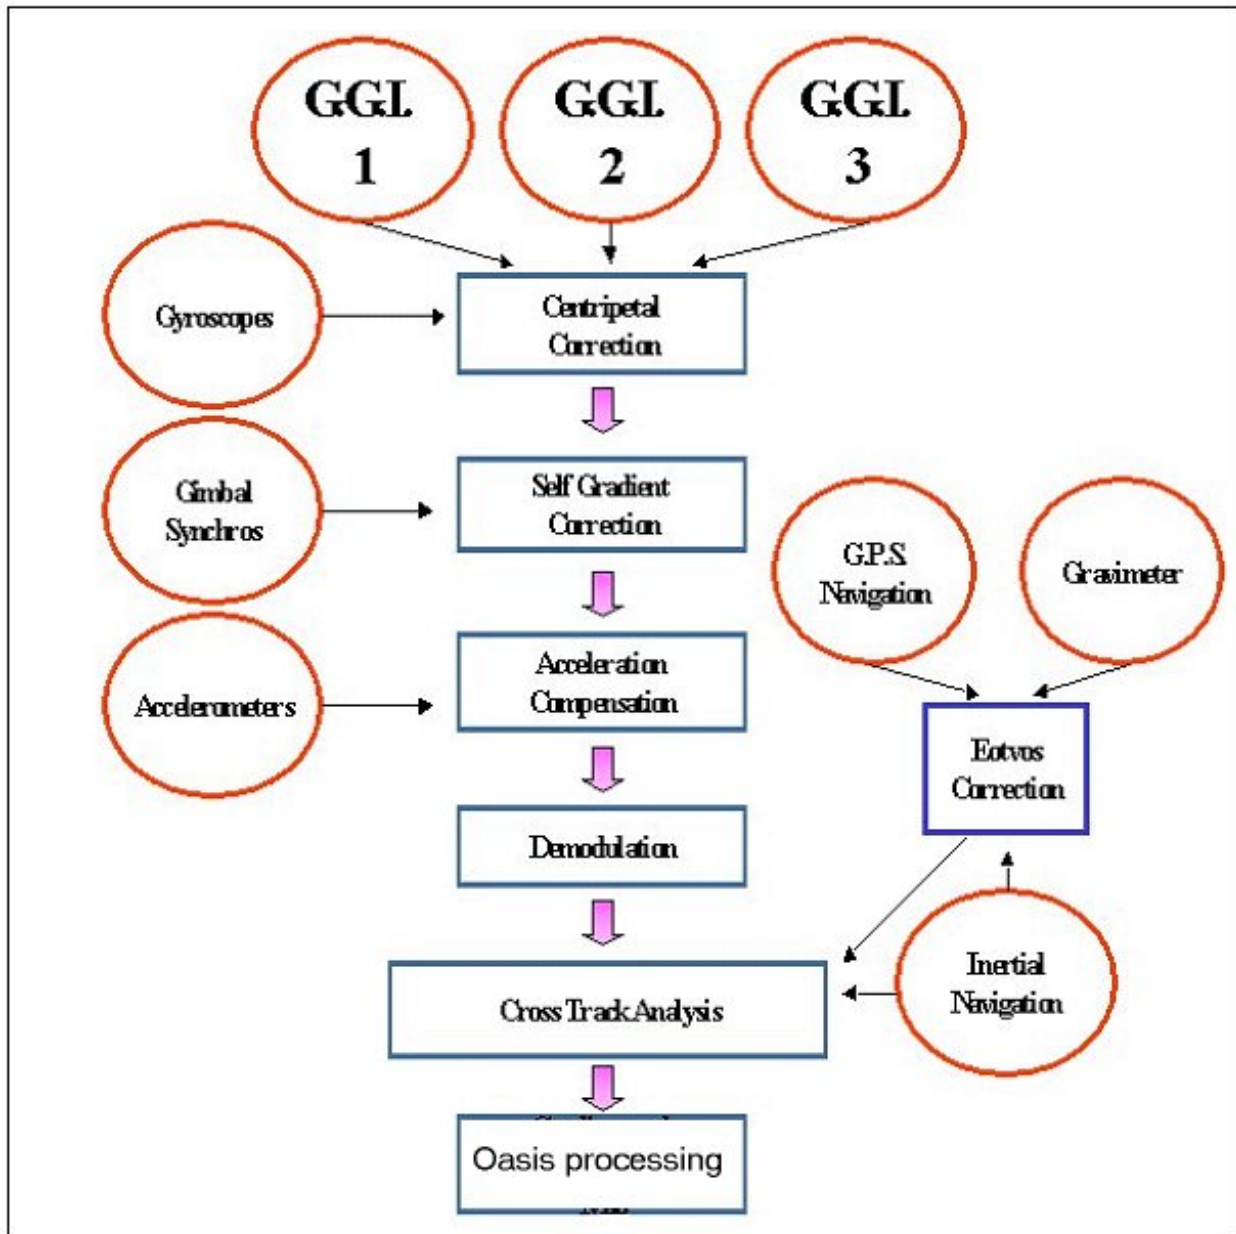 G.G.I.
1
G.G.I.
2
G.G.I.
3
Gyroscopes
Centripetal
Correction
Gimbal
Synchros
Self Gradient
Correction
G.P.S.
Navigation
Gravimeter
Accelerometers
Acceleration
Compensation
Eotvos
Correction
Demodulation
Inertial
Navigation
Cross Track Analysis
Oasis processing